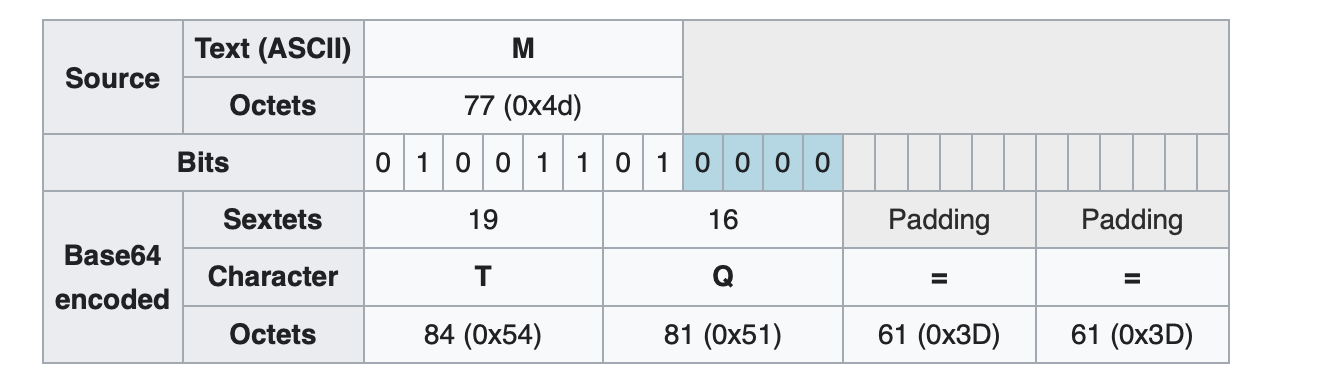 Source Text (ASCII) M
Octets 77 (0x4d)
Bits 0 1 0 0 1 1 0 1 0 0 0 0
Base64 encoded Sextets 19 16 Padding Padding
Character T Q = =
Octets 84 (0x54) 81 (0x51) 61 (0x3D) 61 (0x3D)